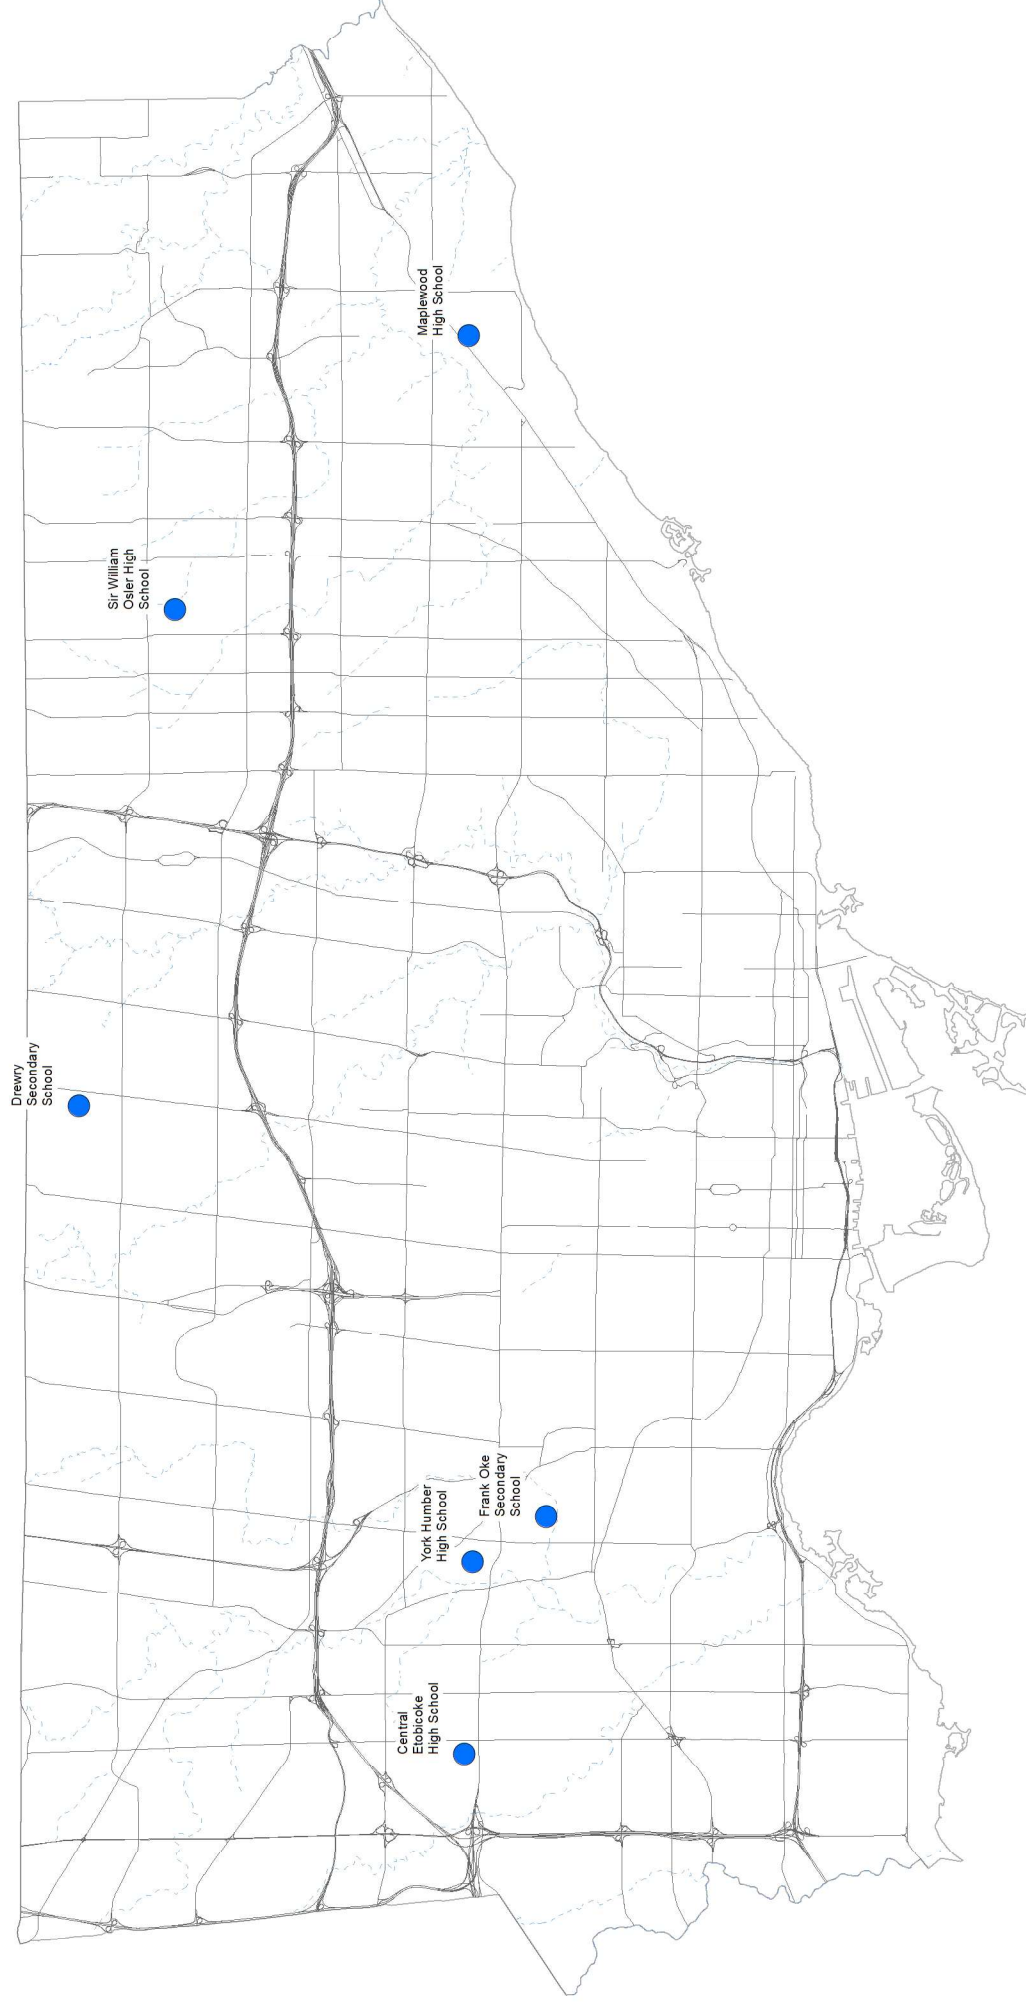 Drewry
Secondary
School
Sir William
Osler High
School
Central
Etobicoke
High School
York Humber
High School
Frank Oke
Secondary
School
Maplewood
High School